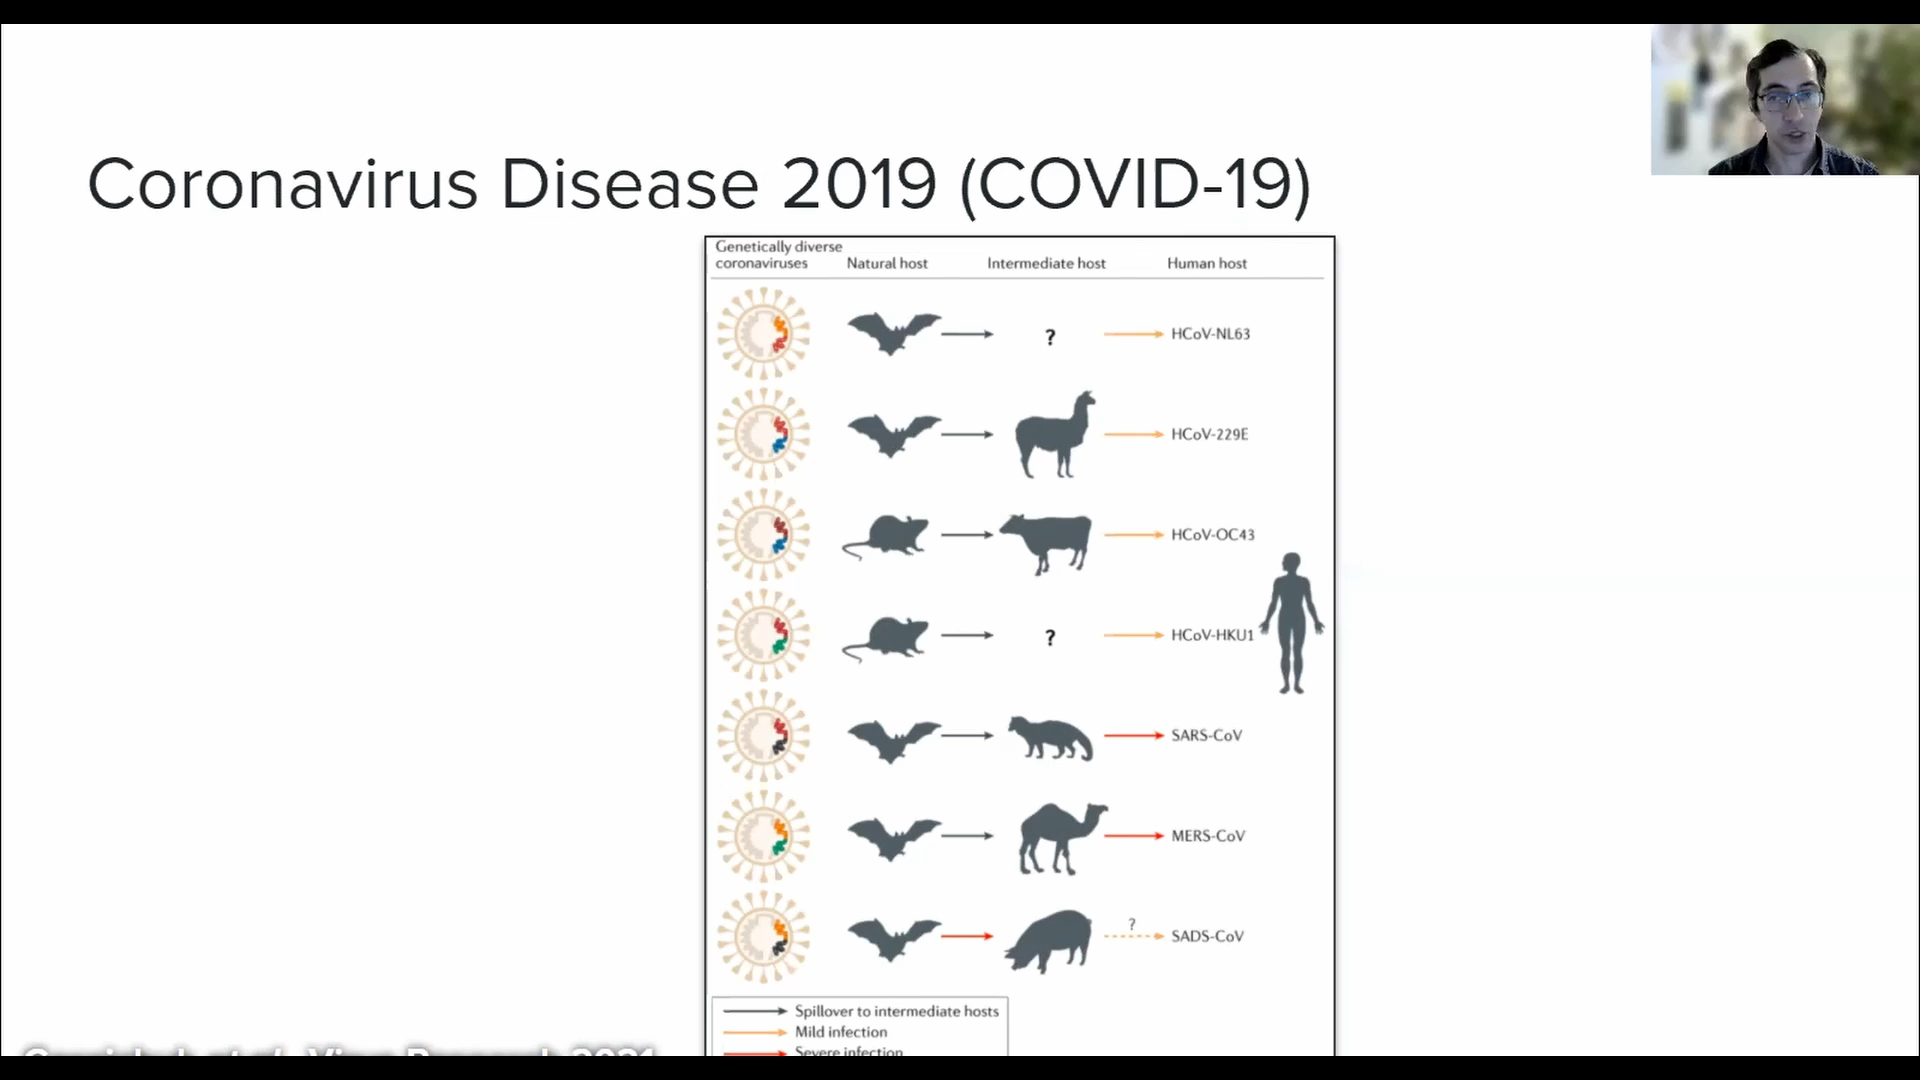 Coronavirus Disease 2019 (COVID-19)
Genetically diverse
coronaviruses Natural host Intermediate host Human host
? HCoV-NL63
HCoV-229E
HCoV-OC43
? HCoV-HKU1
SARS-CoV
MERS-CoV
? SADS-CoV
Spillover to intermediate hosts
Mild infection
Severe infection
2021